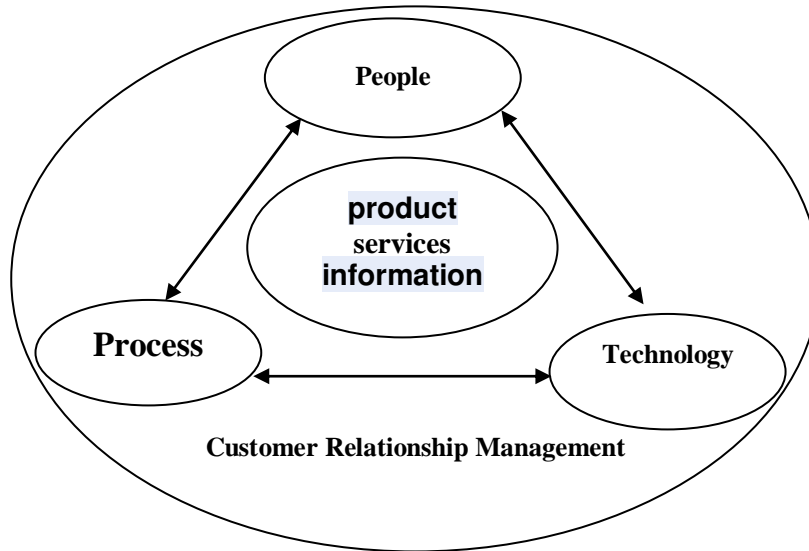 People
product
services
information
Process
Technology
Customer Relationship Management